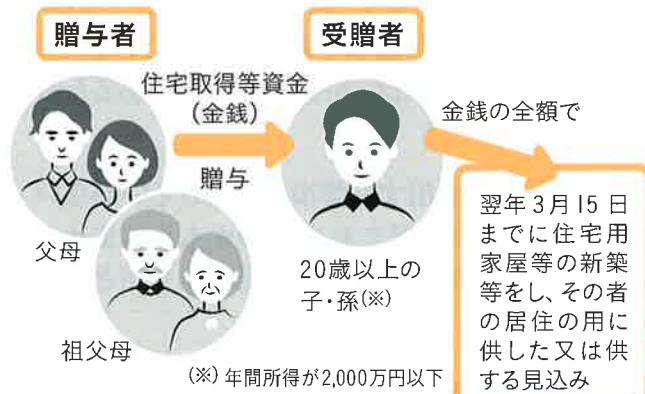 贈与者
受贈者
住宅取得等資金
(金銭)
贈与
父母
祖父母
20歳以上の
子・孫(※)
金銭の全額で
翌年3月15日
までに住宅用
家屋等の新築
等をし、その者
の居住の用に
供した又は供
する見込み
(※)年間所得が2,000万円以下